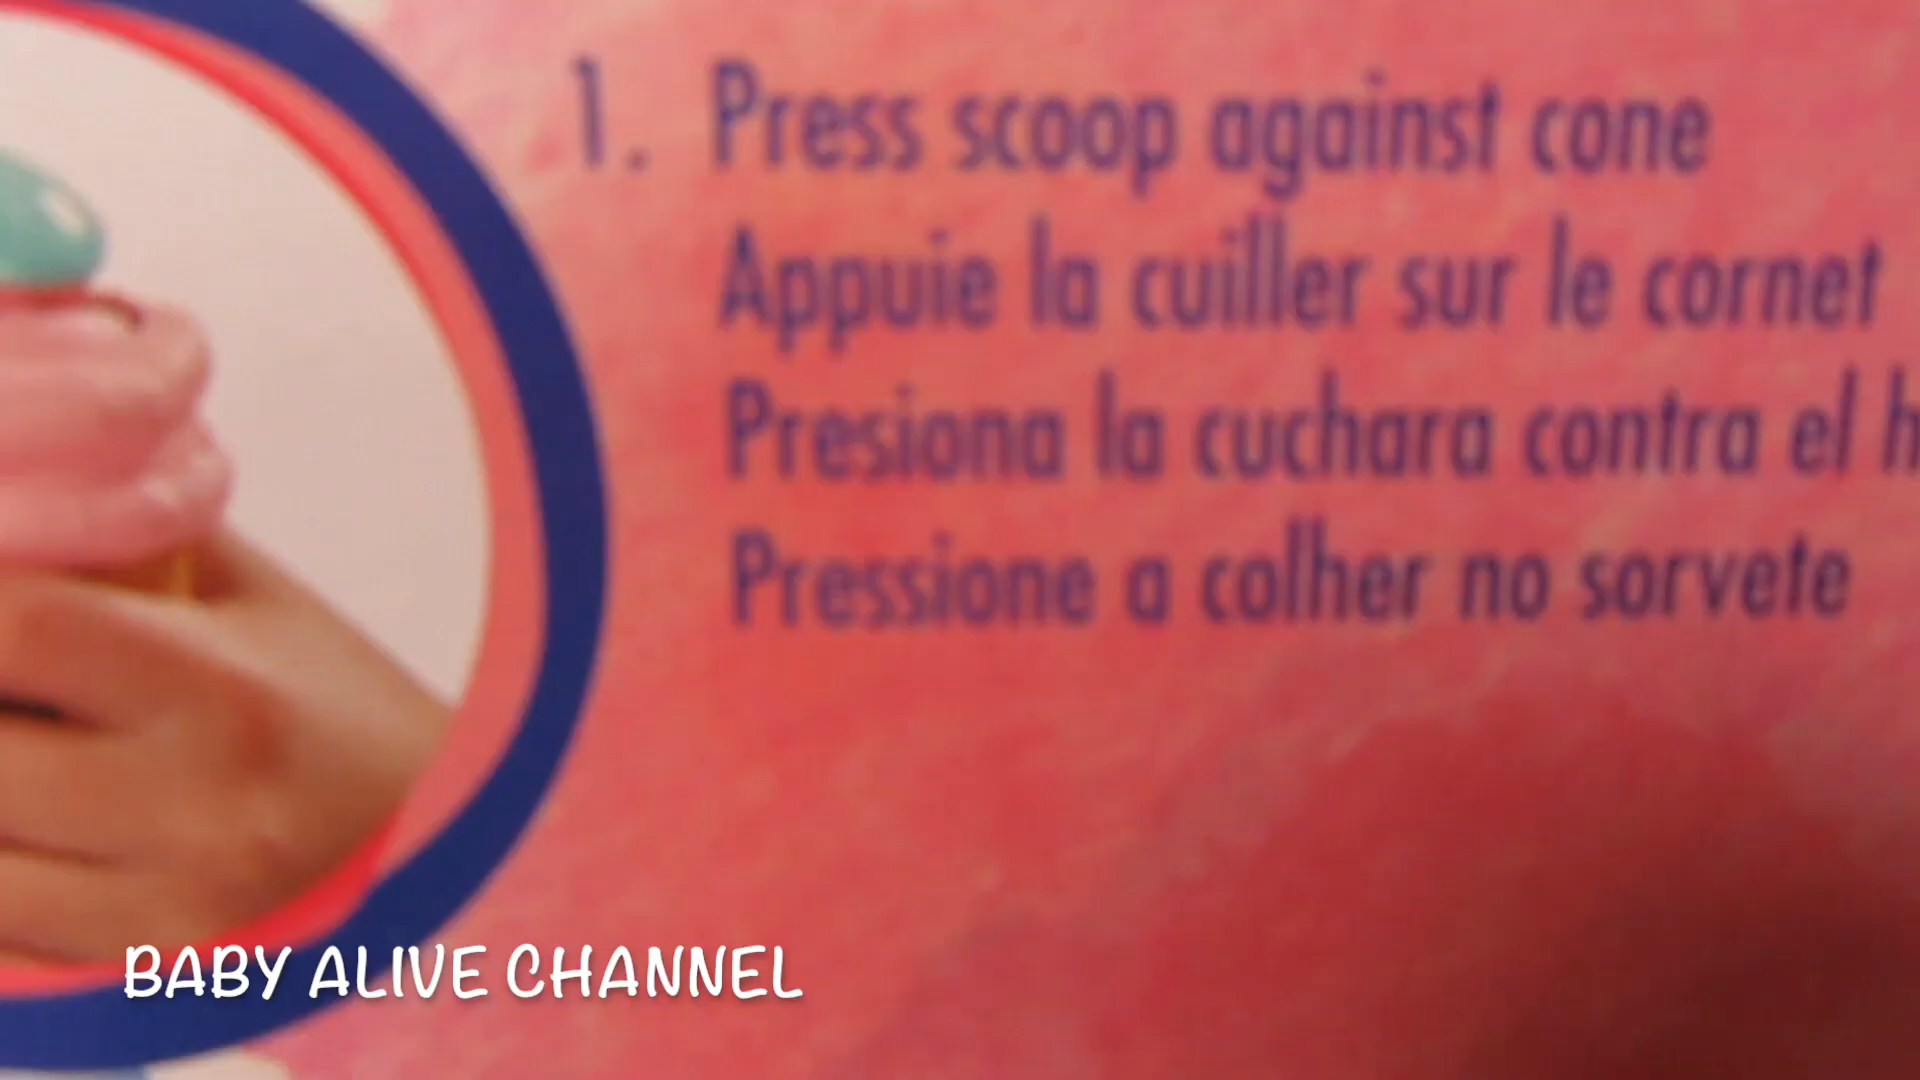 1. Press scoop against cone
Appuie la cuiller sur le cornet
Presiona la cuchara contra el
Pressione a colher no sorvete
BABY ALIVE CHANNEL